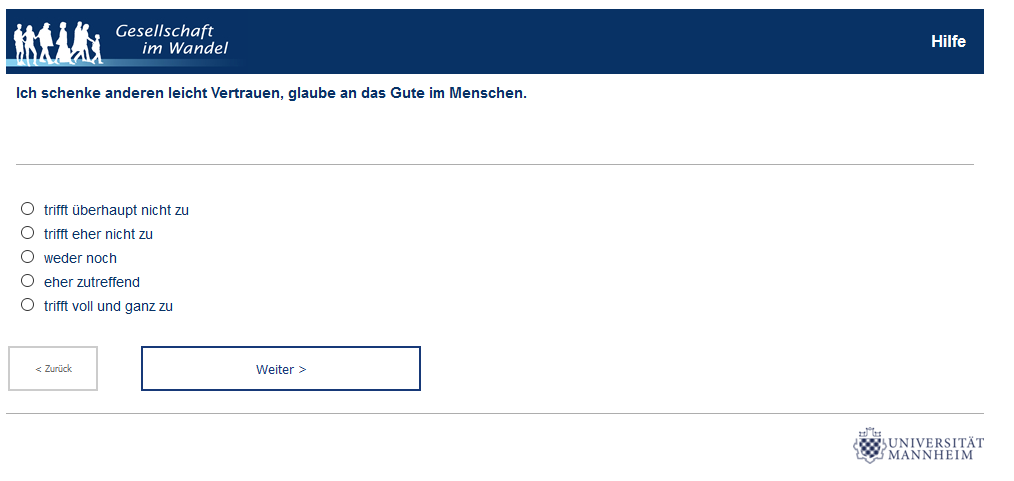 Gesellschaft
im Wandel
Hilfe
Ich schenke anderen leicht Vertrauen, glaube an das Gute im Menschen.
trifft überhaupt nicht zu
trifft eher nicht zu
weder noch
eher zutreffend
trifft voll und ganz zu
< Zurück
Weiter >
UNIVERSITÄT
MANNHEIM